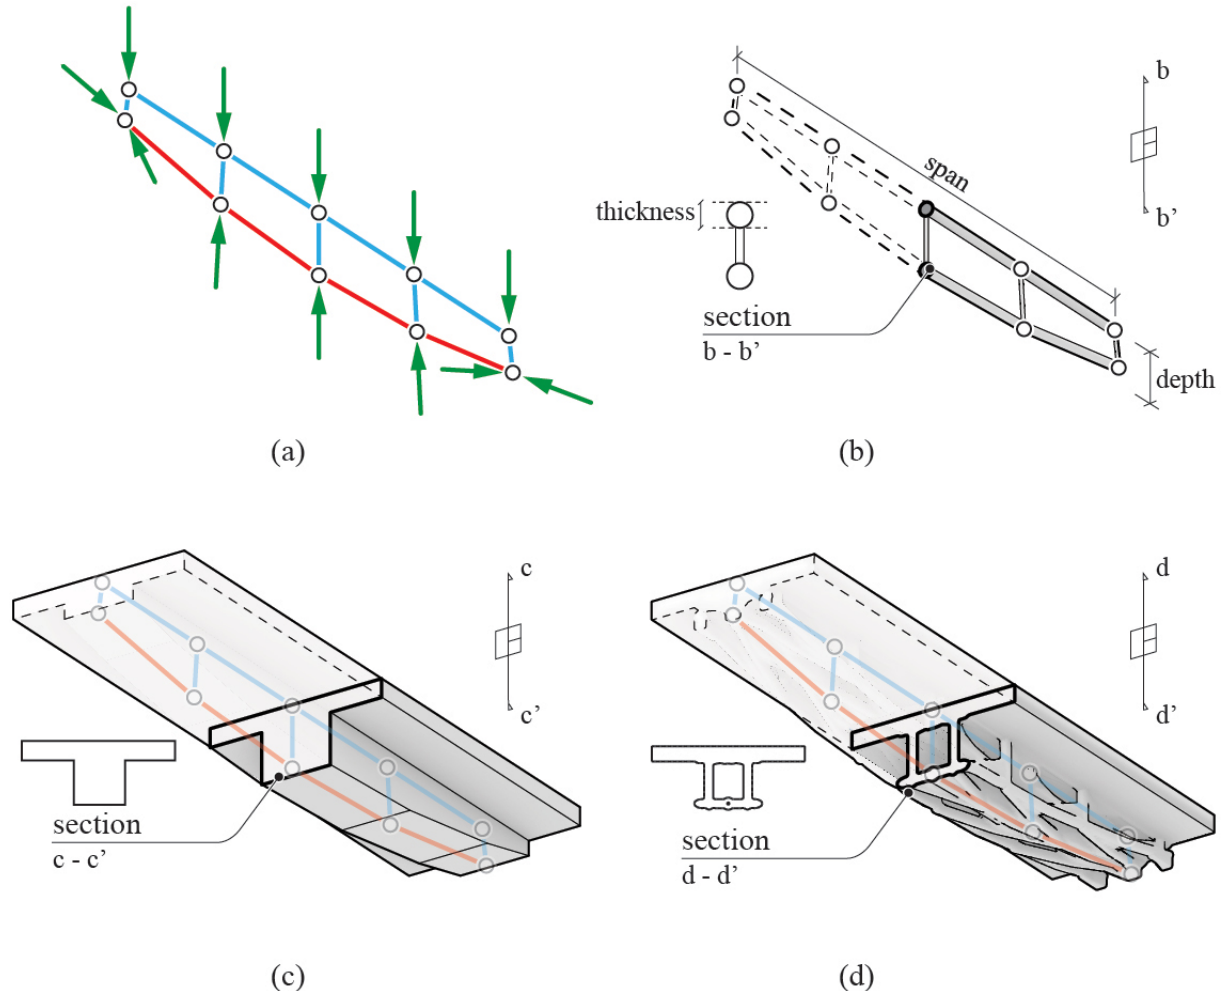 b
span
thickness
b’
section
b - b’
depth
(a)
(b)
c
d
c’
d’
section
c - c’
section
d - d’
(c)
(d)